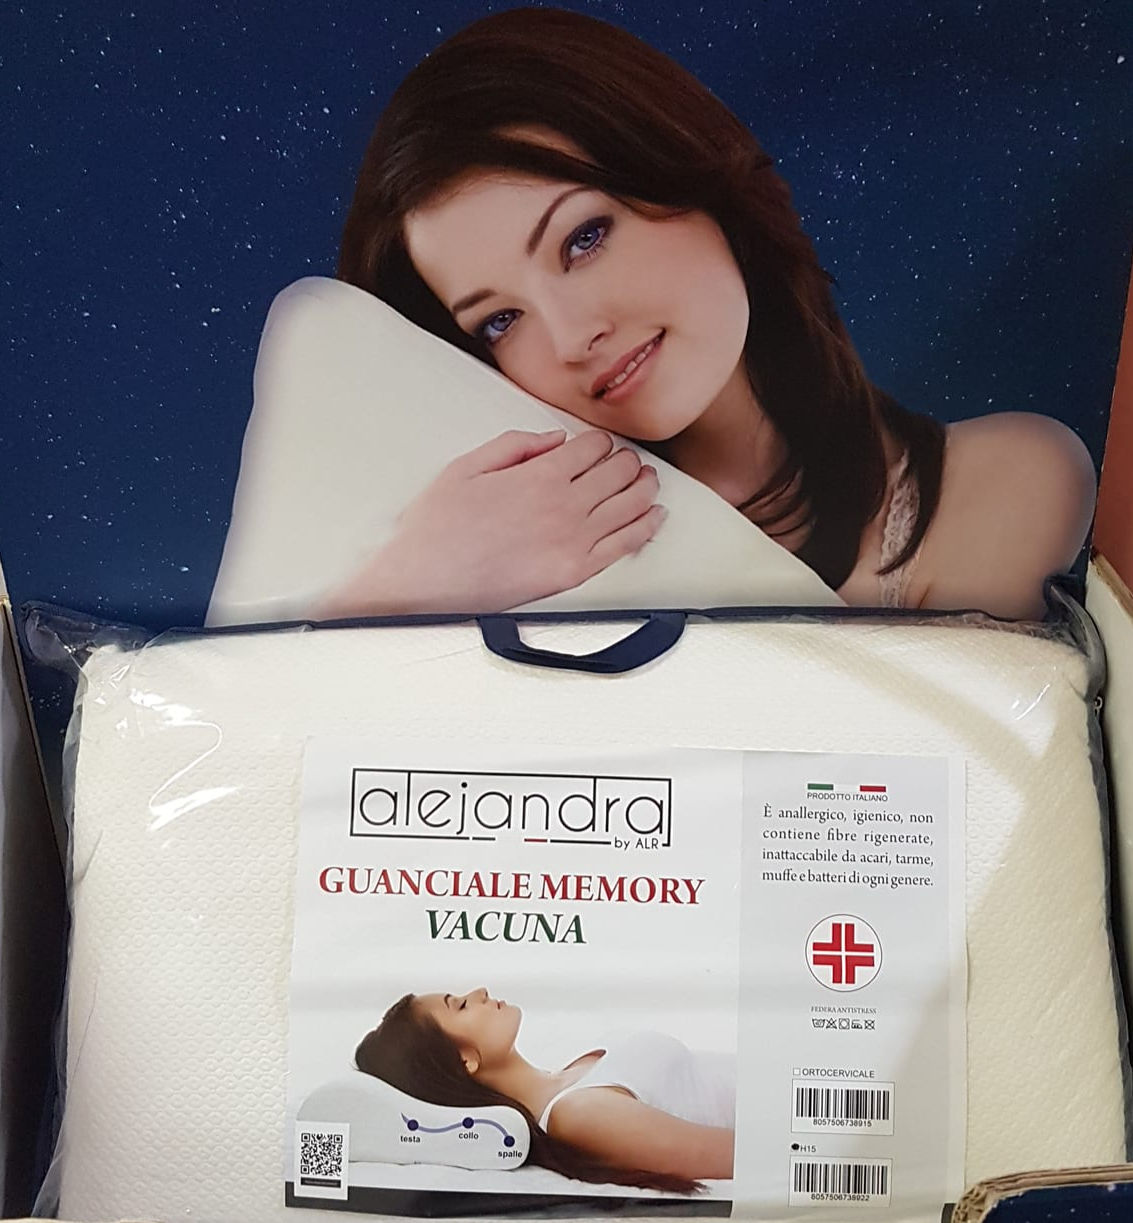 alejandra
by ALR
GUANCIALE MEMORY
VACUNA
testa
collo
spalle
PRODOTTO ITALIANO
È anallergico, igienico, non
contiene fibre rigenerate,
inattaccabile da acari, tarme,
muffe e batteri di ogni genere.
FEDERA ANTISTRESS
ORTOCERVICALE
8057506738915
H15
8057506738922